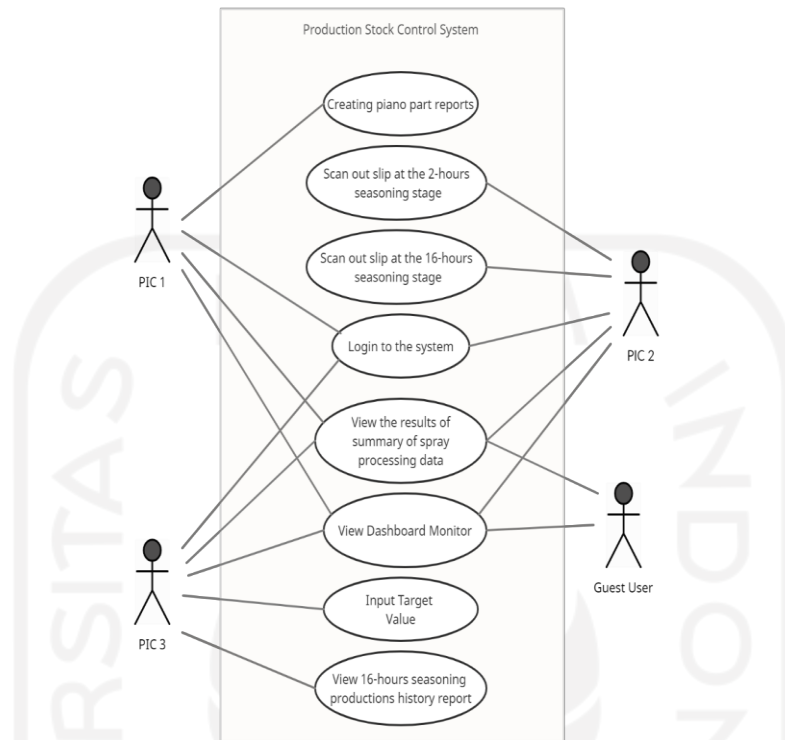 Production Stock Control System
Creating piano part reports
Scan out slip at the 2-hours
seasoning stage
Scan out slip at the 16-hours
seasoning stage
PIC 1
Login to the system
PIC 2
View the results of
summary of spray
processing data
View Dashboard Monitor
Guest User
Input Target
Value
PIC 3
View 16-hours seasoning
productions history report
RSITAS
INDON